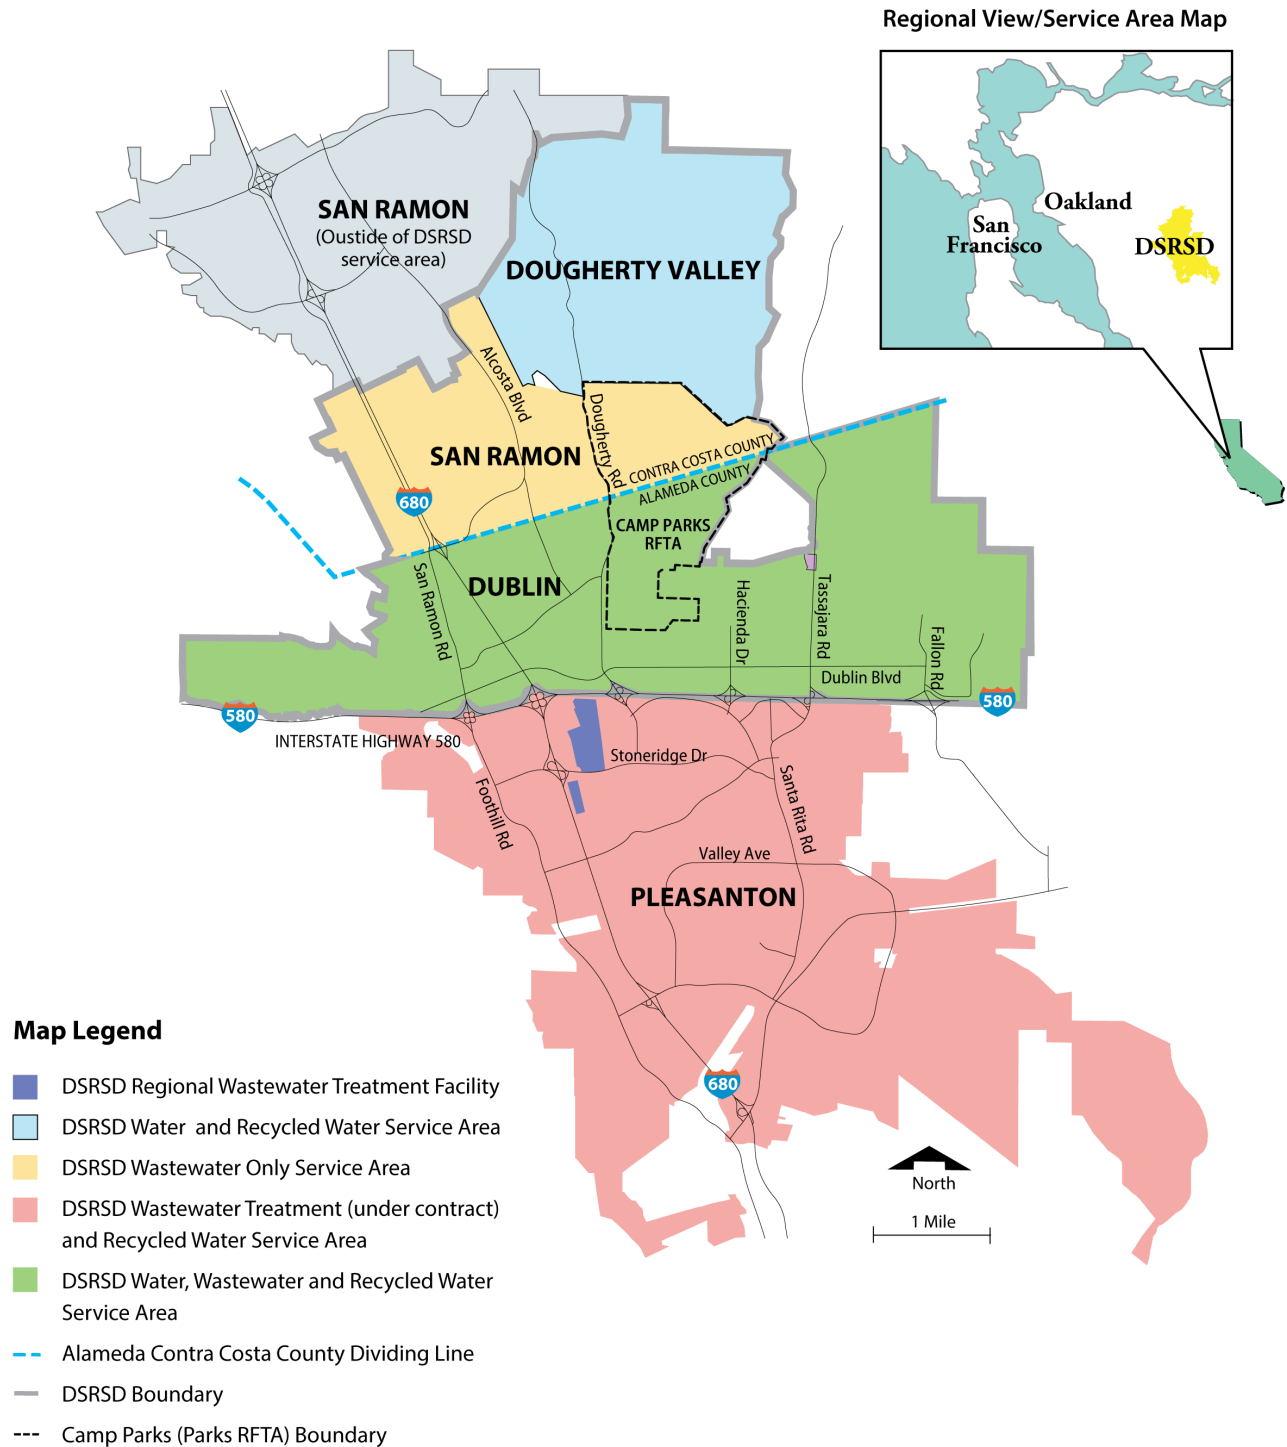 Regional View/Service Area Map
Oakland
San
Francisco
DSRSD
SAN RAMON
(Oustide of DSRSD
service area)
DOUGHERTY VALLEY
Alcosta Blvd
Dougherty Rd
SAN RAMON
CONTRA COSTA COUNTY
ALAMEDA COUNTY
680
CAMP PARKS
RFTA
DUBLIN
San Ramon Rd
Hacienda Dr
Tassajara Rd
Fallon Rd
Dublin Blvd
580
580
INTERSTATE HIGHWAY 580
Stoneridge Dr
Foothill Rd
Santa Rita Rd
Valley Ave
PLEASANTON
680
North
1 Mile
Map Legend
DSRSD Regional Wastewater Treatment Facility
DSRSD Water and Recycled Water Service Area
DSRSD Wastewater Only Service Area
DSRSD Wastewater Treatment (under contract)
and Recycled Water Service Area
DSRSD Water, Wastewater and Recycled Water
Service Area
Alameda Contra Costa County Dividing Line
DSRSD Boundary
Camp Parks (Parks RFTA) Boundary